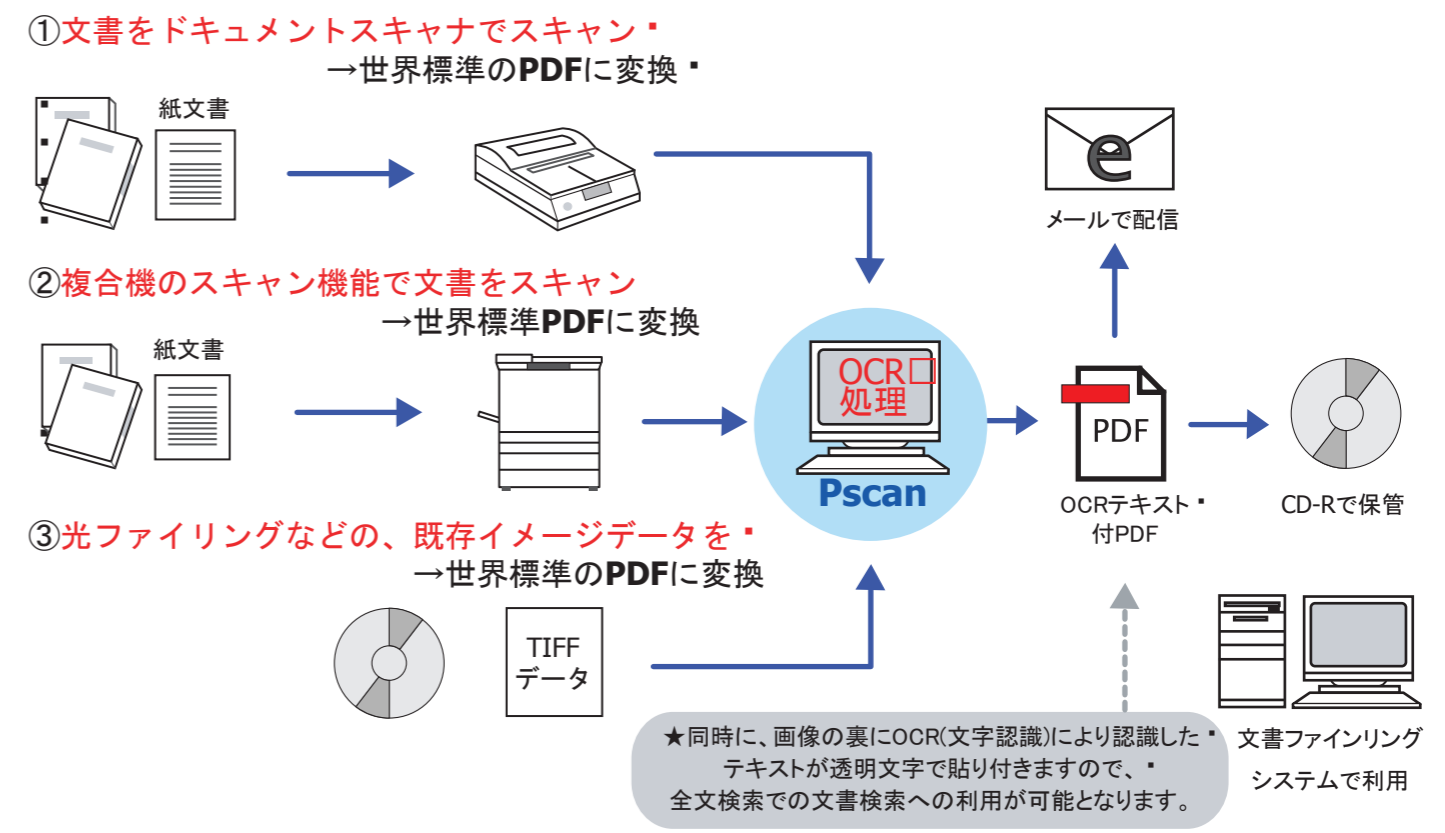 ①文書をドキュメントスキャナでスキャン▪
→世界標準のPDFに変換▪
紙文書
メールで配信
②複合機のスキャン機能で文書をスキャン
→世界標準PDFに変換
紙文書
OCR□
処理
Pscan
PDF
OCRテキスト▪
付PDF
CD-Rで保管
③光ファイリングなどの、既存イメージデータを▪
→世界標準のPDFに変換
TIFF
データ
★同時に、画像の裏にOCR(文字認識)により認識した▪
テキストが透明文字で貼り付きますので、▪
全文検索での文書検索への利用が可能となります。
文書ファインリング
システムで利用